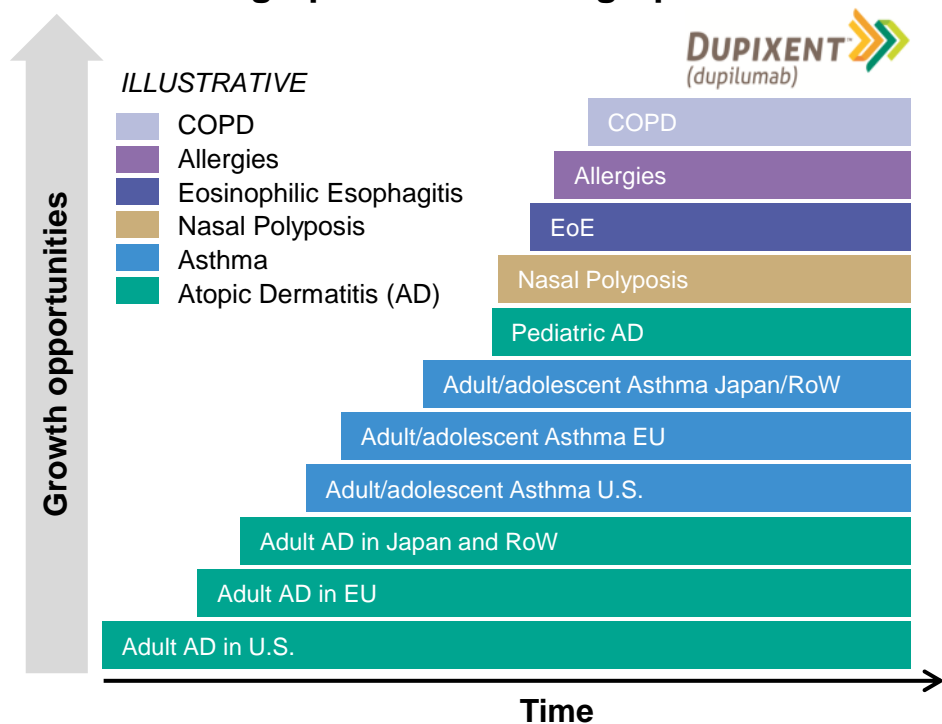 DUPIXENT™
(dupilumab)
ILLUSTRATIVE
COPD
Allergies
Eosinophilic Esophagitis
Nasal Polyposis
Asthma
Atopic Dermatitis (AD)
Growth opportunities
COPD
Allergies
EoE
Nasal Polyposis
Pediatric AD
Adult/adolescent Asthma Japan/RoW
Adult/adolescent Asthma EU
Adult/adolescent Asthma U.S.
Adult AD in Japan and RoW
Adult AD in EU
Adult AD in U.S.
Time